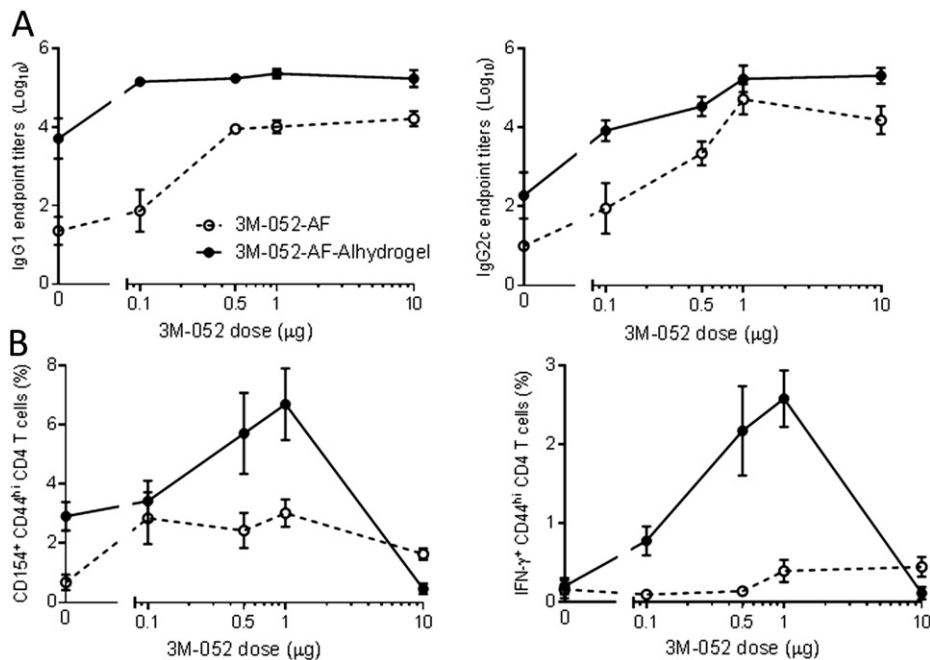 A
IgG1 endpoint titers (Log10)
6
4
2
0
3M-052-AF
3M-052-AF-Alhydrogel
0 0.1 0.5 1 10
3M-052 dose (μg)
IgG2c endpoint titers (Log10)
6
4
2
0
0 0.1 0.5 1 10
3M-052 dose (μg)
B
CD154+ CD44hi CD4 T cells (%)
8
6
4
2
0
0 0.1 0.5 1 10
3M-052 dose (μg)
IFN-γ+ CD44hi CD4 T cells (%)
3
2
1
0
0 0.1 0.5 1 10
3M-052 dose (μg)